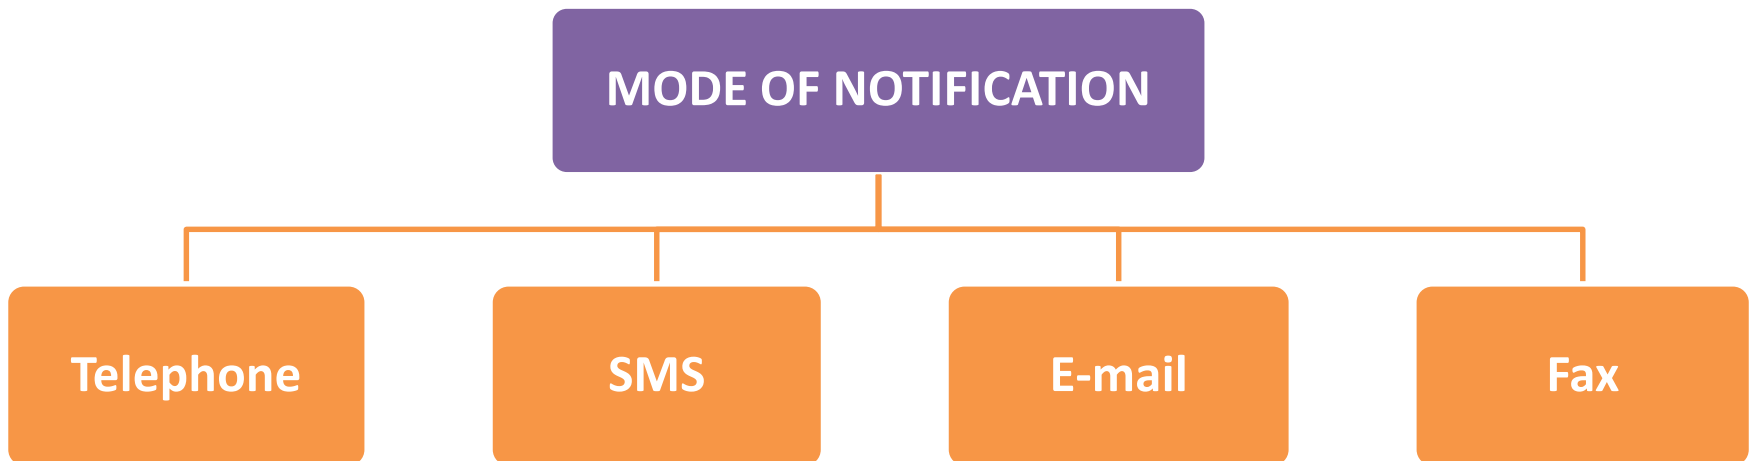 MODE OF NOTIFICATION
Telephone
SMS
E-mail
Fax